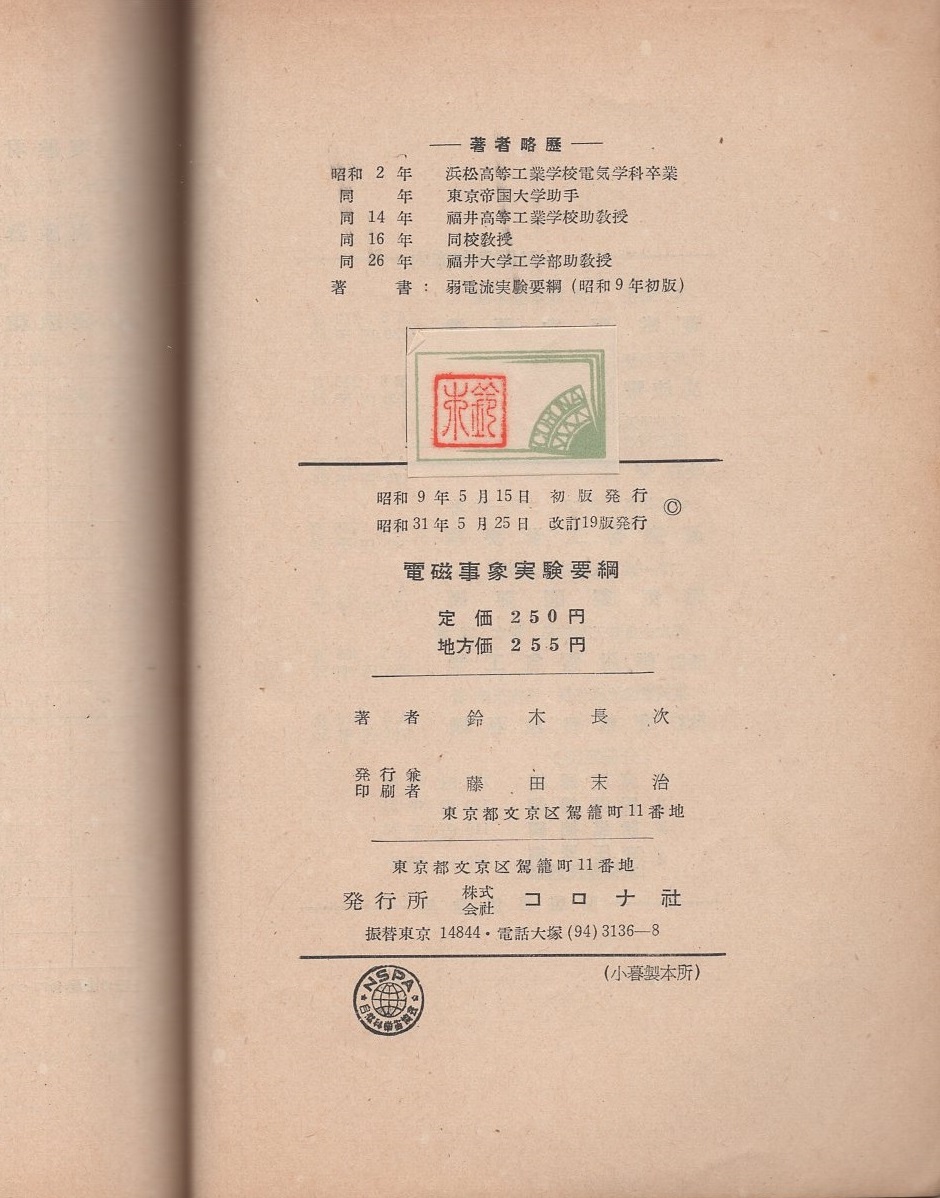 ― 著者略歴 ―
昭和 2 年 浜松高等工業学校電気学科卒業
同 年 東京帝国大学助手
同 14 年 福井高等工業学校助教授
同 16 年 同校教授
同 26 年 福井大学工学部助教授
著 書: 弱電流実験要綱 (昭和9年初版)
鈴木
CORONA
昭和 9 年 5 月 15 日 初版発行
昭和 31 年 5 月 25 日 改訂19版発行
©
電磁事象実験要綱
定 価 250 円
地方価 255 円
著 者 鈴 木 長 次
発行兼
印刷者 藤 田 末 治
東京都文京区駕籠町11番地
東京都文京区駕籠町11番地
発行所 株式会社 コ ロ ナ 社
振替東京 14844・電話大塚(94)3136―8
(小暮製本所)
NSPA